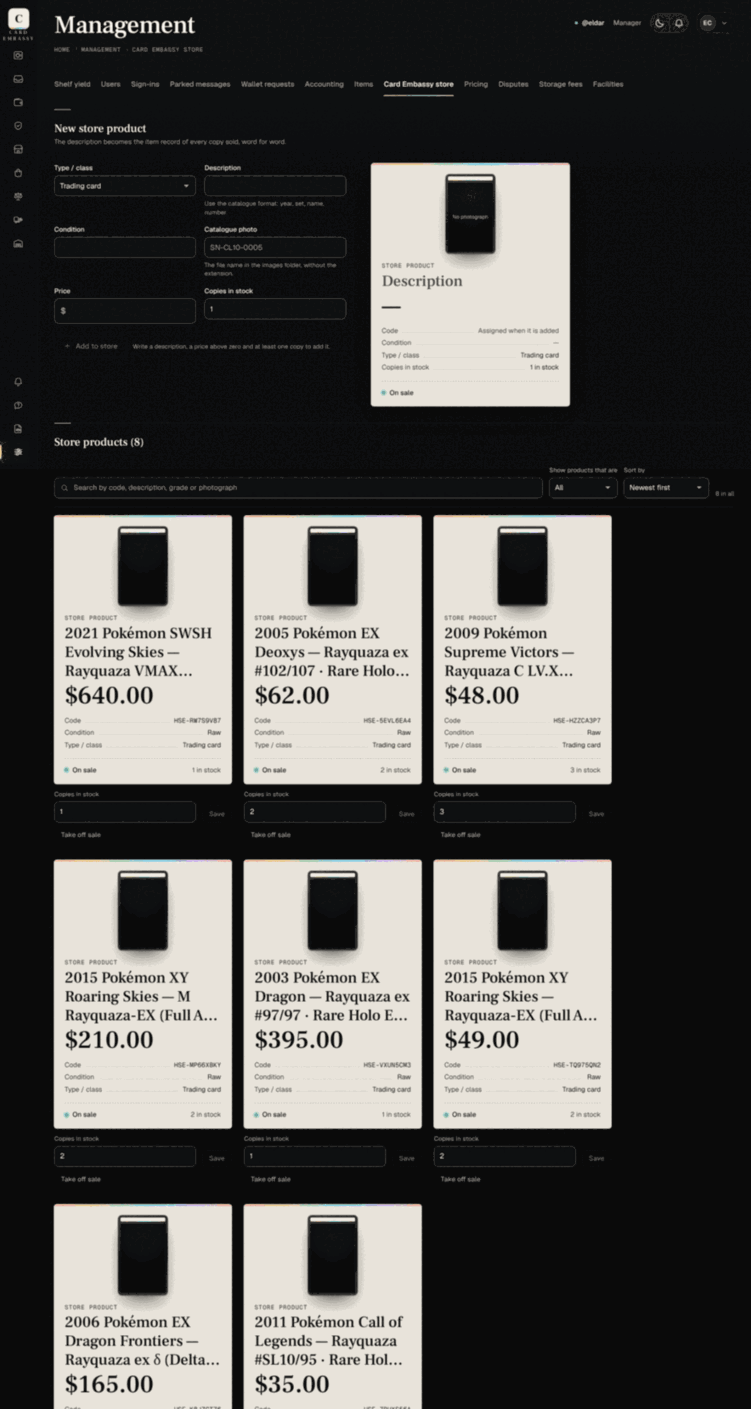 C
CARD
EMBASSY
Management
@eldar Manager EC
HOME · MANAGEMENT · CARD EMBASSY STORE
Shelf yield Users Sign-ins Parked messages Wallet requests Accounting Items Card Embassy store Pricing Disputes Storage fees Facilities
New store product
The description becomes the item record of every copy sold, word for word.
Type / class Description
Trading card
Use the catalogue format: year, set, name,
number
Condition Catalogue photo
SN-CL10-0005
The file name in the images folder, without the
extension.
Price Copies in stock
$ 1
+ Add to store Write a description, a price above zero and at least one copy to add it.
No photograph
STORE PRODUCT
Description
Code Assigned when it is added
Condition —
Type / class Trading card
Copies in stock 1 in stock
On sale
Store products (8)
Show products that are Sort by
Search by code, description, grade or photograph All Newest first 8 in all
STORE PRODUCT
2021 Pokémon SWSH
Evolving Skies —
Rayquaza VMAX...
$640.00
Code HSE-RW7S9V87
Condition Raw
Type / class Trading card
On sale 1 in stock
Copies in stock
1 Save
Take off sale
STORE PRODUCT
2005 Pokémon EX
Deoxys — Rayquaza ex
#102/107 · Rare Holo...
$62.00
Code HSE-5EVL6EA4
Condition Raw
Type / class Trading card
On sale 2 in stock
Copies in stock
2 Save
Take off sale
STORE PRODUCT
2009 Pokémon
Supreme Victors —
Rayquaza C LV.X...
$48.00
Code HSE-HZZCA3P7
Condition Raw
Type / class Trading card
On sale 3 in stock
Copies in stock
3 Save
Take off sale
STORE PRODUCT
2015 Pokémon XY
Roaring Skies — M
Rayquaza-EX (Full A...
$210.00
Code HSE-MP66XBKY
Condition Raw
Type / class Trading card
On sale 2 in stock
Copies in stock
2 Save
Take off sale
STORE PRODUCT
2003 Pokémon EX
Dragon — Rayquaza ex
#97/97 · Rare Holo E...
$395.00
Code HSE-VXUN5CM3
Condition Raw
Type / class Trading card
On sale 1 in stock
Copies in stock
1 Save
Take off sale
STORE PRODUCT
2015 Pokémon XY
Roaring Skies —
Rayquaza-EX (Full A...
$49.00
Code HSE-TQ975QN2
Condition Raw
Type / class Trading card
On sale 2 in stock
Copies in stock
2 Save
Take off sale
STORE PRODUCT
2006 Pokémon EX
Dragon Frontiers —
Rayquaza ex δ (Delta...
$165.00
STORE PRODUCT
2011 Pokémon Call of
Legends — Rayquaza
#SL10/95 · Rare Hol...
$35.00